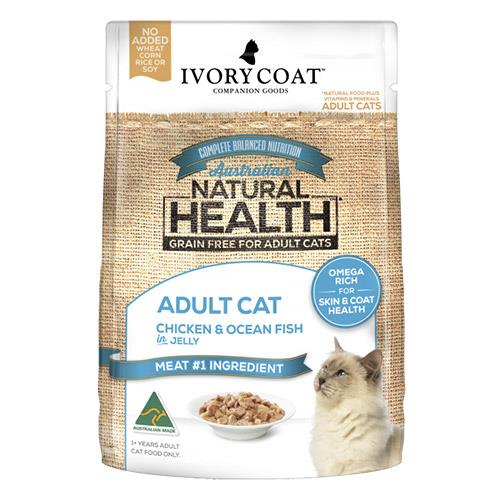 NO
ADDED
WHEAT
CORN
RICE OR
SOY
IVORY COAT™
COMPANION GOODS
*NATURAL FOOD PLUS
VITAMINS & MINERALS
ADULT CATS
COMPLETE BALANCED NUTRITION
Australian
NATURAL
HEALTH*
GRAIN FREE FOR ADULT CATS
OMEGA
RICH
FOR
SKIN & COAT
HEALTH
ADULT CAT
CHICKEN & OCEAN FISH
in JELLY
MEAT #1 INGREDIENT
AUSTRALIAN MADE
1+ YEARS ADULT
CAT FOOD ONLY.